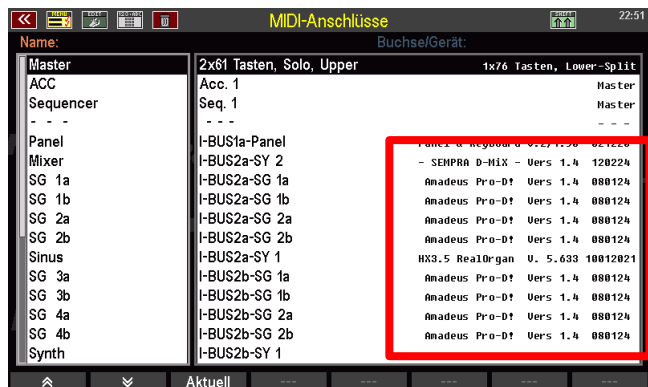 MENU EDIT SHIFT
MIDI-Anschlüsse 22:51
Name: Buchse/Gerät:
Master 2x61 Tasten, Solo, Upper 1x76 Tasten, Lower-Split
ACC Acc. 1 Master
Sequencer Seq. 1 Master
- - - - - - - - -
Panel I-BUS1a-Panel
Mixer I-BUS2a-SY 2 - SEMPRA D-MiX - Vers 1.4 120224
SG 1a I-BUS2a-SG 1a Amadeus Pro-D! Vers 1.4 080124
SG 1b I-BUS2a-SG 1b Amadeus Pro-D! Vers 1.4 080124
SG 2a I-BUS2a-SG 2a Amadeus Pro-D! Vers 1.4 080124
SG 2b I-BUS2a-SG 2b Amadeus Pro-D! Vers 1.4 080124
Sinus I-BUS2a-SY 1 HX3.5 RealOrgan V. 5.633 10012021
SG 3a I-BUS2b-SG 1a Amadeus Pro-D! Vers 1.4 080124
SG 3b I-BUS2b-SG 1b Amadeus Pro-D! Vers 1.4 080124
SG 4a I-BUS2b-SG 2a Amadeus Pro-D! Vers 1.4 080124
SG 4b I-BUS2b-SG 2b Amadeus Pro-D! Vers 1.4 080124
Synth I-BUS2b-SY 1
Aktuell --- --- --- --- ---